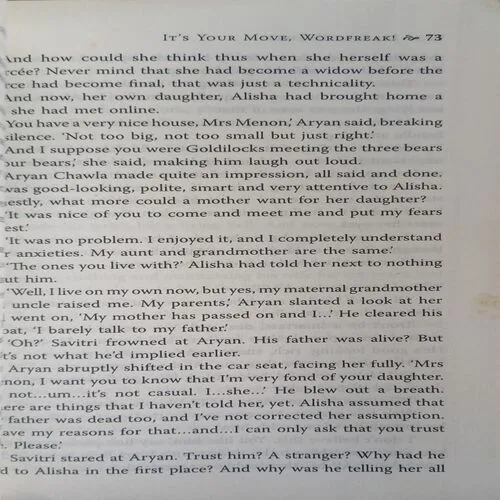 IT'S YOUR MOVE, WORDFREAK! 73
And how could she think thus when she herself was a
rcée? Never mind that she had become a widow before the
rce had become final, that was just a technicality.
And now, her own daughter, Alisha had brought home a
she had met online.
'You have a very nice house, Mrs Menon,' Aryan said, breaking
silence. 'Not too big, not too small but just right.'
'And I suppose you were Goldilocks meeting the three bears
our bears,' she said, making him laugh out loud.
Aryan Chawla made quite an impression, all said and done.
was good-looking, polite, smart and very attentive to Alisha.
estly, what more could a mother want for her daughter?
'It was nice of you to come and meet me and put my fears
est.'
'It was no problem. I enjoyed it, and I completely understand
r anxieties. My aunt and grandmother are the same.'
'The ones you live with?' Alisha had told her next to nothing
ut him.
'Well, I live on my own now, but yes, my maternal grandmother
uncle raised me. My parents,' Aryan slanted a look at her
went on, 'My mother has passed on and I...' He cleared his
oat, 'I barely talk to my father.'
'Oh?' Savitri frowned at Aryan. His father was alive? But
t's not what he'd implied earlier.
Aryan abruptly shifted in the car seat, facing her fully. 'Mrs
non, I want you to know that I'm very fond of your daughter.
not...um...it's not casual. I...she...' He blew out a breath.
ere are things that I haven't told her, yet. Alisha assumed that
father was dead too, and I've not corrected her assumption.
ave my reasons for that...and...I can only ask that you trust
. Please.'
Savitri stared at Aryan. Trust him? A stranger? Why had he
d to Alisha in the first place? And why was he telling her all